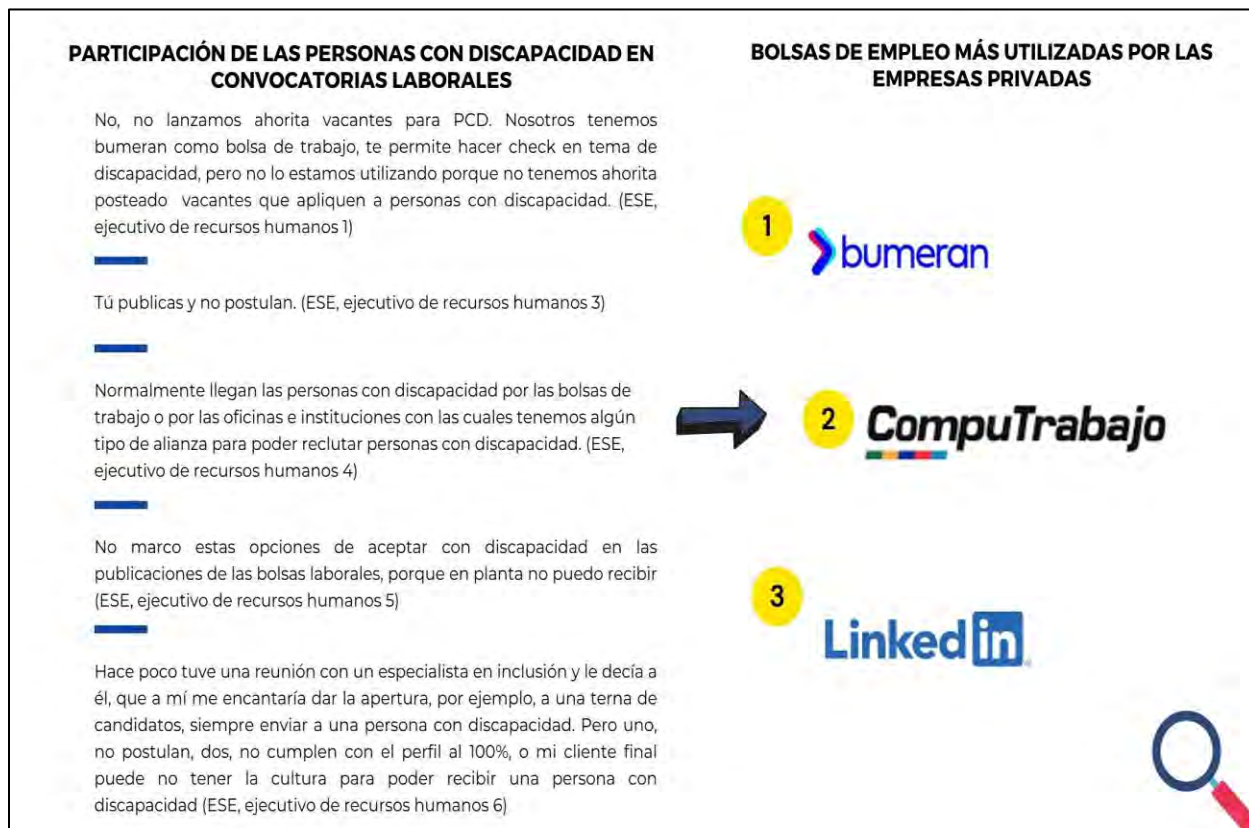 PARTICIPACIÓN DE LAS PERSONAS CON DISCAPACIDAD EN
CONVOCATORIAS LABORALES
No, no lanzamos ahorita vacantes para PCD. Nosotros tenemos
bumeran como bolsa de trabajo, te permite hacer check en tema de
discapacidad, pero no lo estamos utilizando porque no tenemos ahorita
posteado vacantes que apliquen a personas con discapacidad. (ESE,
ejecutivo de recursos humanos 1)
Tú publicas y no postulan. (ESE, ejecutivo de recursos humanos 3)
Normalmente llegan las personas con discapacidad por las bolsas de
trabajo o por las oficinas e instituciones con las cuales tenemos algún
tipo de alianza para poder reclutar personas con discapacidad. (ESE,
ejecutivo de recursos humanos 4)
No marco estas opciones de aceptar con discapacidad en las
publicaciones de las bolsas laborales, porque en planta no puedo recibir
(ESE, ejecutivo de recursos humanos 5)
Hace poco tuve una reunión con un especialista en inclusión y le decía a
él, que a mí me encantaría dar la apertura, por ejemplo, a una terna de
candidatos, siempre enviar a una persona con discapacidad. Pero uno,
no postulan, dos, no cumplen con el perfil al 100%, o mi cliente final
puede no tener la cultura para poder recibir una persona con
discapacidad (ESE, ejecutivo de recursos humanos 6)
BOLSAS DE EMPLEO MÁS UTILIZADAS POR LAS
EMPRESAS PRIVADAS
1
bumeran
2
CompuTrabajo
3
Linkedin